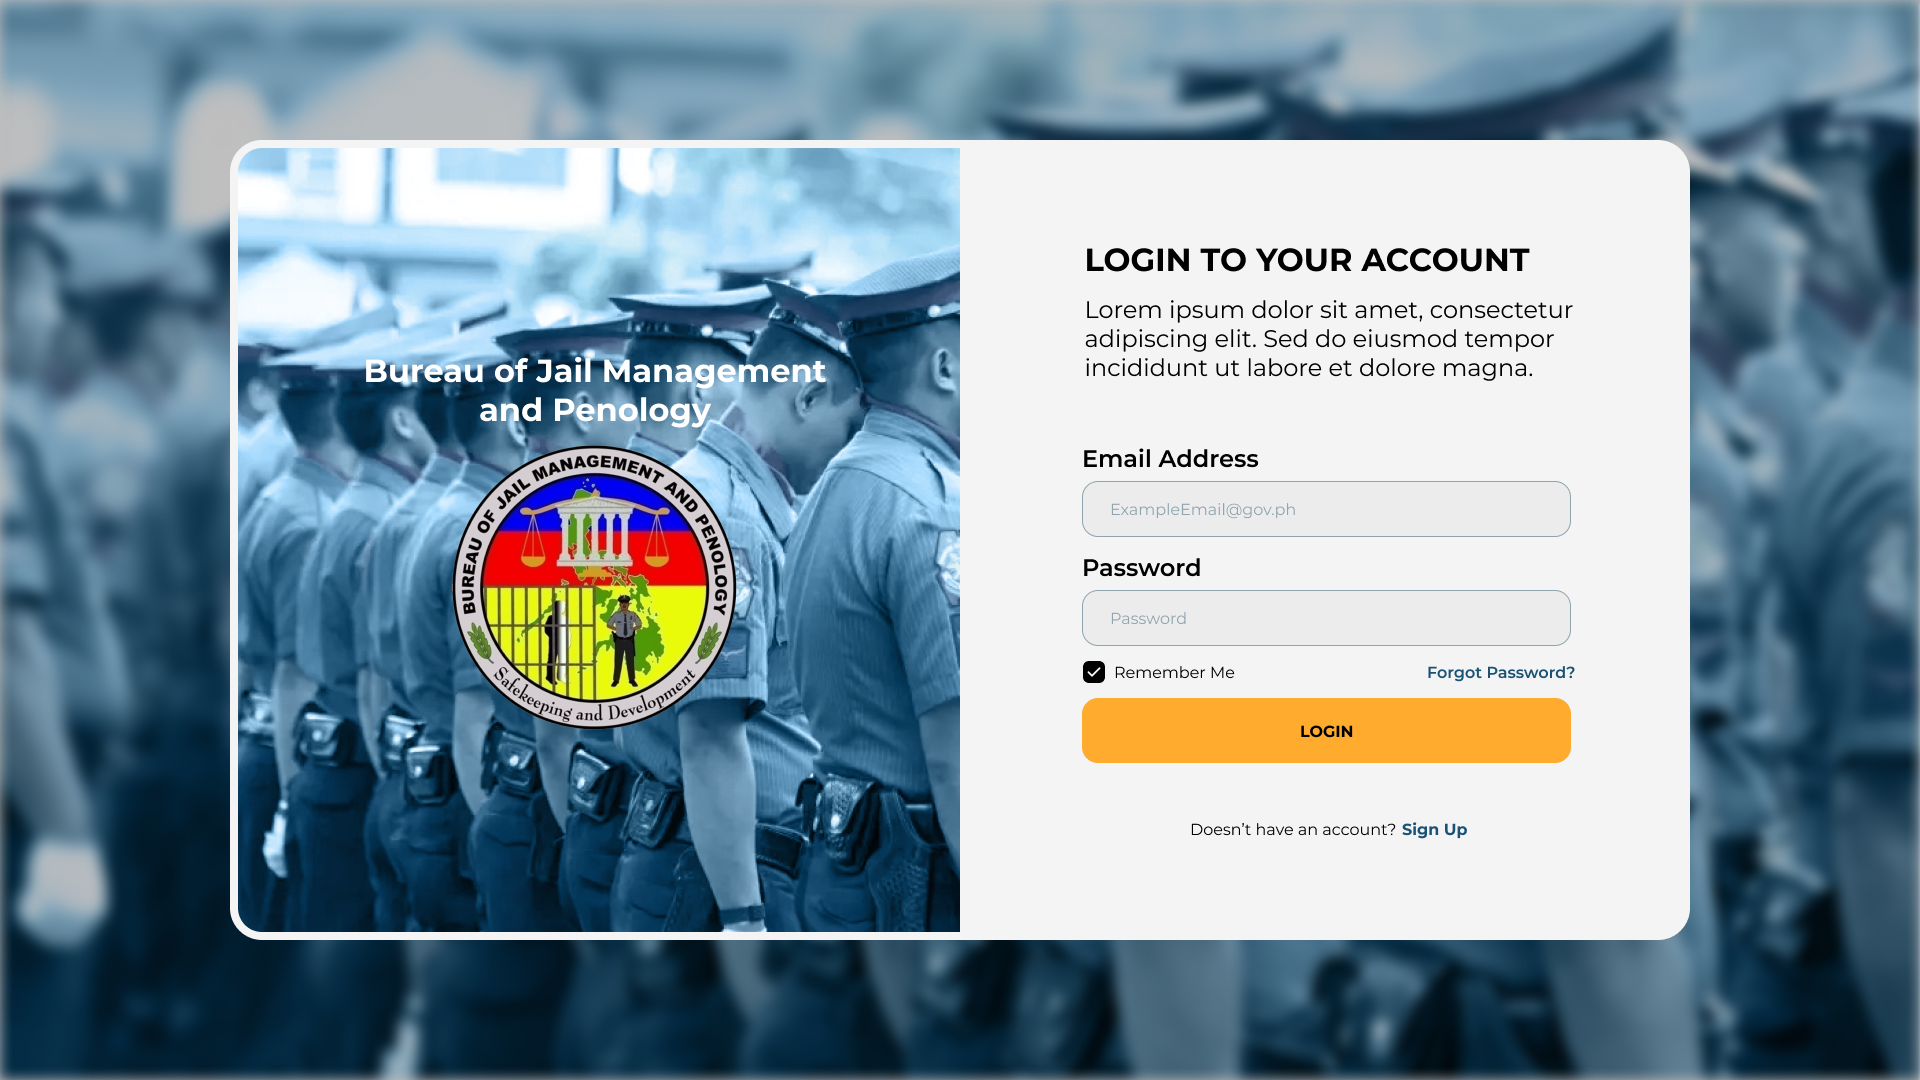 Bureau of Jail Management
and Penology
BUREAU OF JAIL MANAGEMENT AND PENOLOGY
Safekeeping and Development
LOGIN TO YOUR ACCOUNT
Lorem ipsum dolor sit amet, consectetur
adipiscing elit. Sed do eiusmod tempor
incididunt ut labore et dolore magna.
Email Address
ExampleEmail@gov.ph
Password
Password
Remember Me
Forgot Password?
LOGIN
Doesn’t have an account? Sign Up